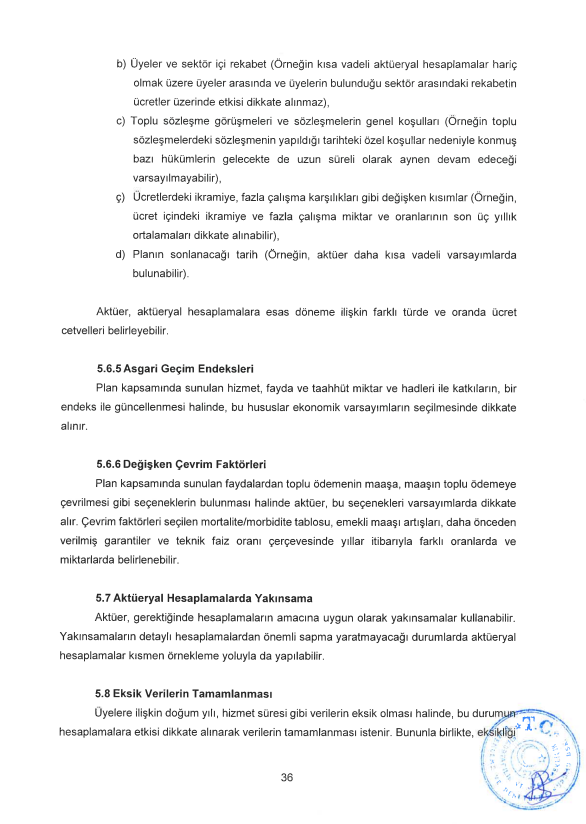 b) Üyeler ve sektör içi rekabet (Örneğin kısa vadeli aktüeryal hesaplamalar hariç
olmak üzere üyeler arasında ve üyelerin bulunduğu sektör arasındaki rekabetin
ücretler üzerinde etkisi dikkate alınmaz),
c) Toplu sözleşme görüşmeleri ve sözleşmelerin genel koşulları (Örneğin toplu
sözleşmelerdeki sözleşmenin yapıldığı tarihteki özel koşullar nedeniyle konmuş
bazı hükümlerin gelecekte de uzun süreli olarak aynen devam edeceği
varsayılmayabilir),
ç) Ücretlerdeki ikramiye, fazla çalışma karşılıkları gibi değişken kısımlar (Örneğin,
ücret içindeki ikramiye ve fazla çalışma miktar ve oranlarının son üç yıllık
ortalamaları dikkate alınabilir),
d) Planın sonlanacağı tarih (Örneğin, aktüer daha kısa vadeli varsayımlarda
bulunabilir).
Aktüer, aktüeryal hesaplamalara esas döneme ilişkin farklı türde ve oranda ücret
cetvelleri belirleyebilir.
5.6.5 Asgari Geçim Endeksleri
Plan kapsamında sunulan hizmet, fayda ve taahhüt miktar ve hadleri ile katkıların, bir
endeks ile güncellenmesi halinde, bu hususlar ekonomik varsayımların seçilmesinde dikkate
alınır.
5.6.6 Değişken Çevrim Faktörleri
Plan kapsamında sunulan faydalardan toplu ödemenin maaşa, maaşın toplu ödemeye
çevrilmesi gibi seçeneklerin bulunması halinde aktüer, bu seçenekleri varsayımlarda dikkate
alır. Çevrim faktörleri seçilen mortalite/morbidite tablosu, emekli maaşı artışları, daha önceden
verilmiş garantiler ve teknik faiz oranı çerçevesinde yıllar itibarıyla farklı oranlarda ve
miktarlarda belirlenebilir.
5.7 Aktüeryal Hesaplamalarda Yakınsama
Aktüer, gerektiğinde hesaplamaların amacına uygun olarak yakınsamalar kullanabilir.
Yakınsamaların detaylı hesaplamalardan önemli sapma yaratmayacağı durumlarda aktüeryal
hesaplamalar kısmen örnekleme yoluyla da yapılabilir.
5.8 Eksik Verilerin Tamamlanması
Üyelere ilişkin doğum yılı, hizmet süresi gibi verilerin eksik olması halinde, bu durumun
hesaplamalara etkisi dikkate alınarak verilerin tamamlanması istenir. Bununla birlikte, eksikliği
T.C.
36